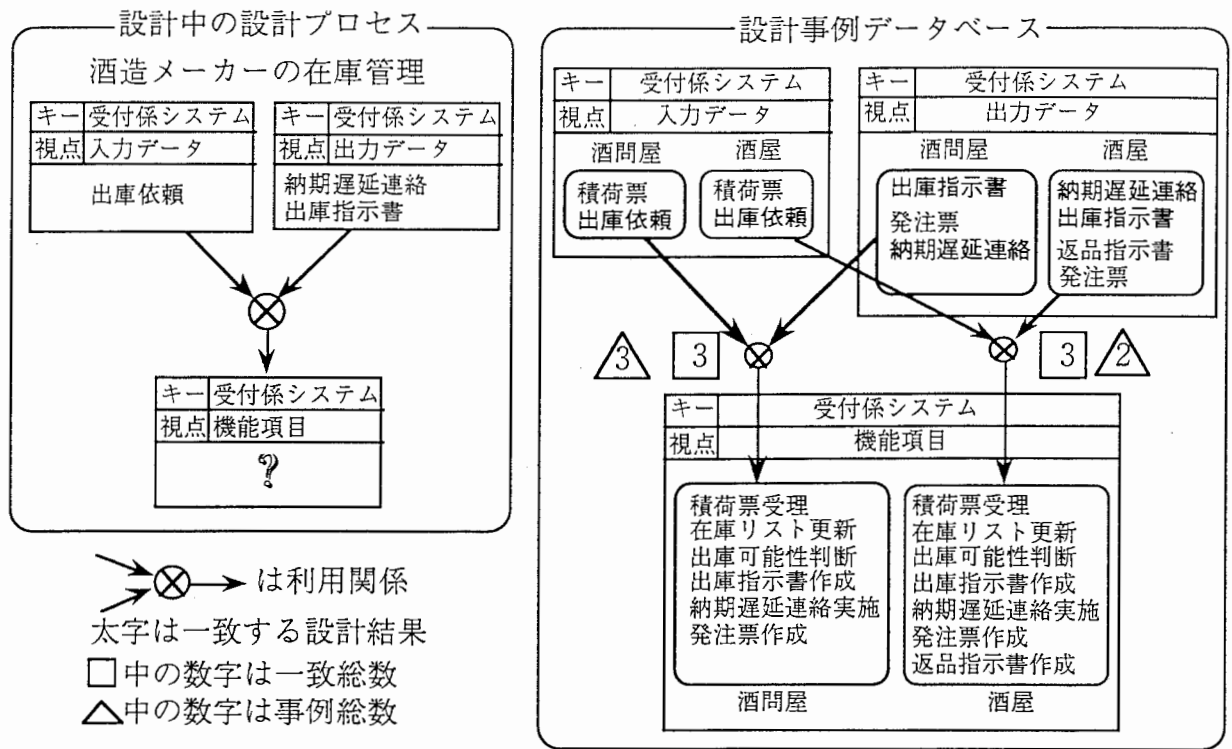 設計中の設計プロセス
酒造メーカーの在庫管理
キー 受付係システム
視点 入力データ
出庫依頼
キー 受付係システム
視点 出力データ
納期遅延連絡
出庫指示書
キー 受付係システム
視点 機能項目
?
は利用関係
太字は一致する設計結果
□中の数字は一致総数
△中の数字は事例総数
設計事例データベース
キー 受付係システム
視点 入力データ
酒問屋 酒屋
積荷票
出庫依頼
積荷票
出庫依頼
キー 受付係システム
視点 出力データ
酒問屋 酒屋
出庫指示書
発注票
納期遅延連絡
納期遅延連絡
出庫指示書
返品指示書
発注票
3 3 3 2
キー 受付係システム
視点 機能項目
積荷票受理
在庫リスト更新
出庫可能性判断
出庫指示書作成
納期遅延連絡実施
発注票作成
積荷票受理
在庫リスト更新
出庫可能性判断
出庫指示書作成
納期遅延連絡実施
発注票作成
返品指示書作成
酒問屋 酒屋